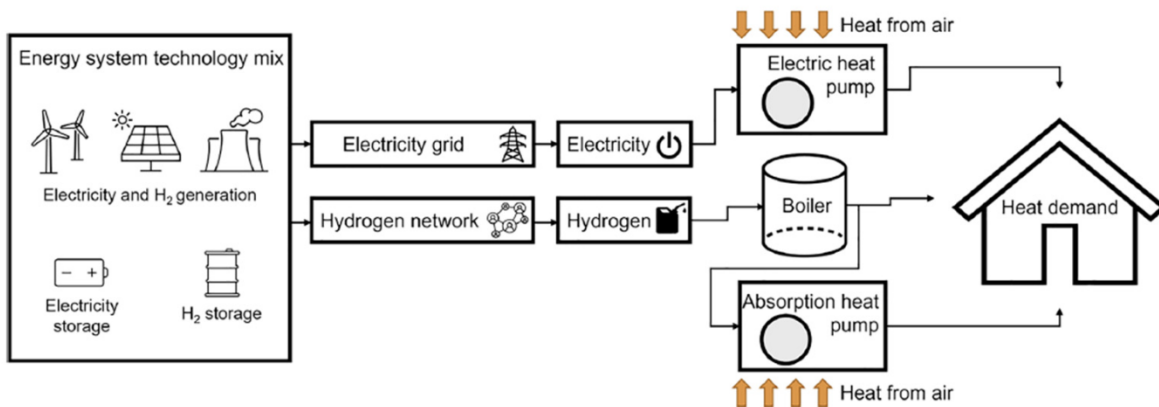 Energy system technology mix
Electricity and H₂ generation
Electricity
storage
H₂ storage
Electricity grid
Hydrogen network
Electricity
Hydrogen
Heat from air
Electric heat
pump
Boiler
Absorption heat
pump
Heat from air
Heat demand